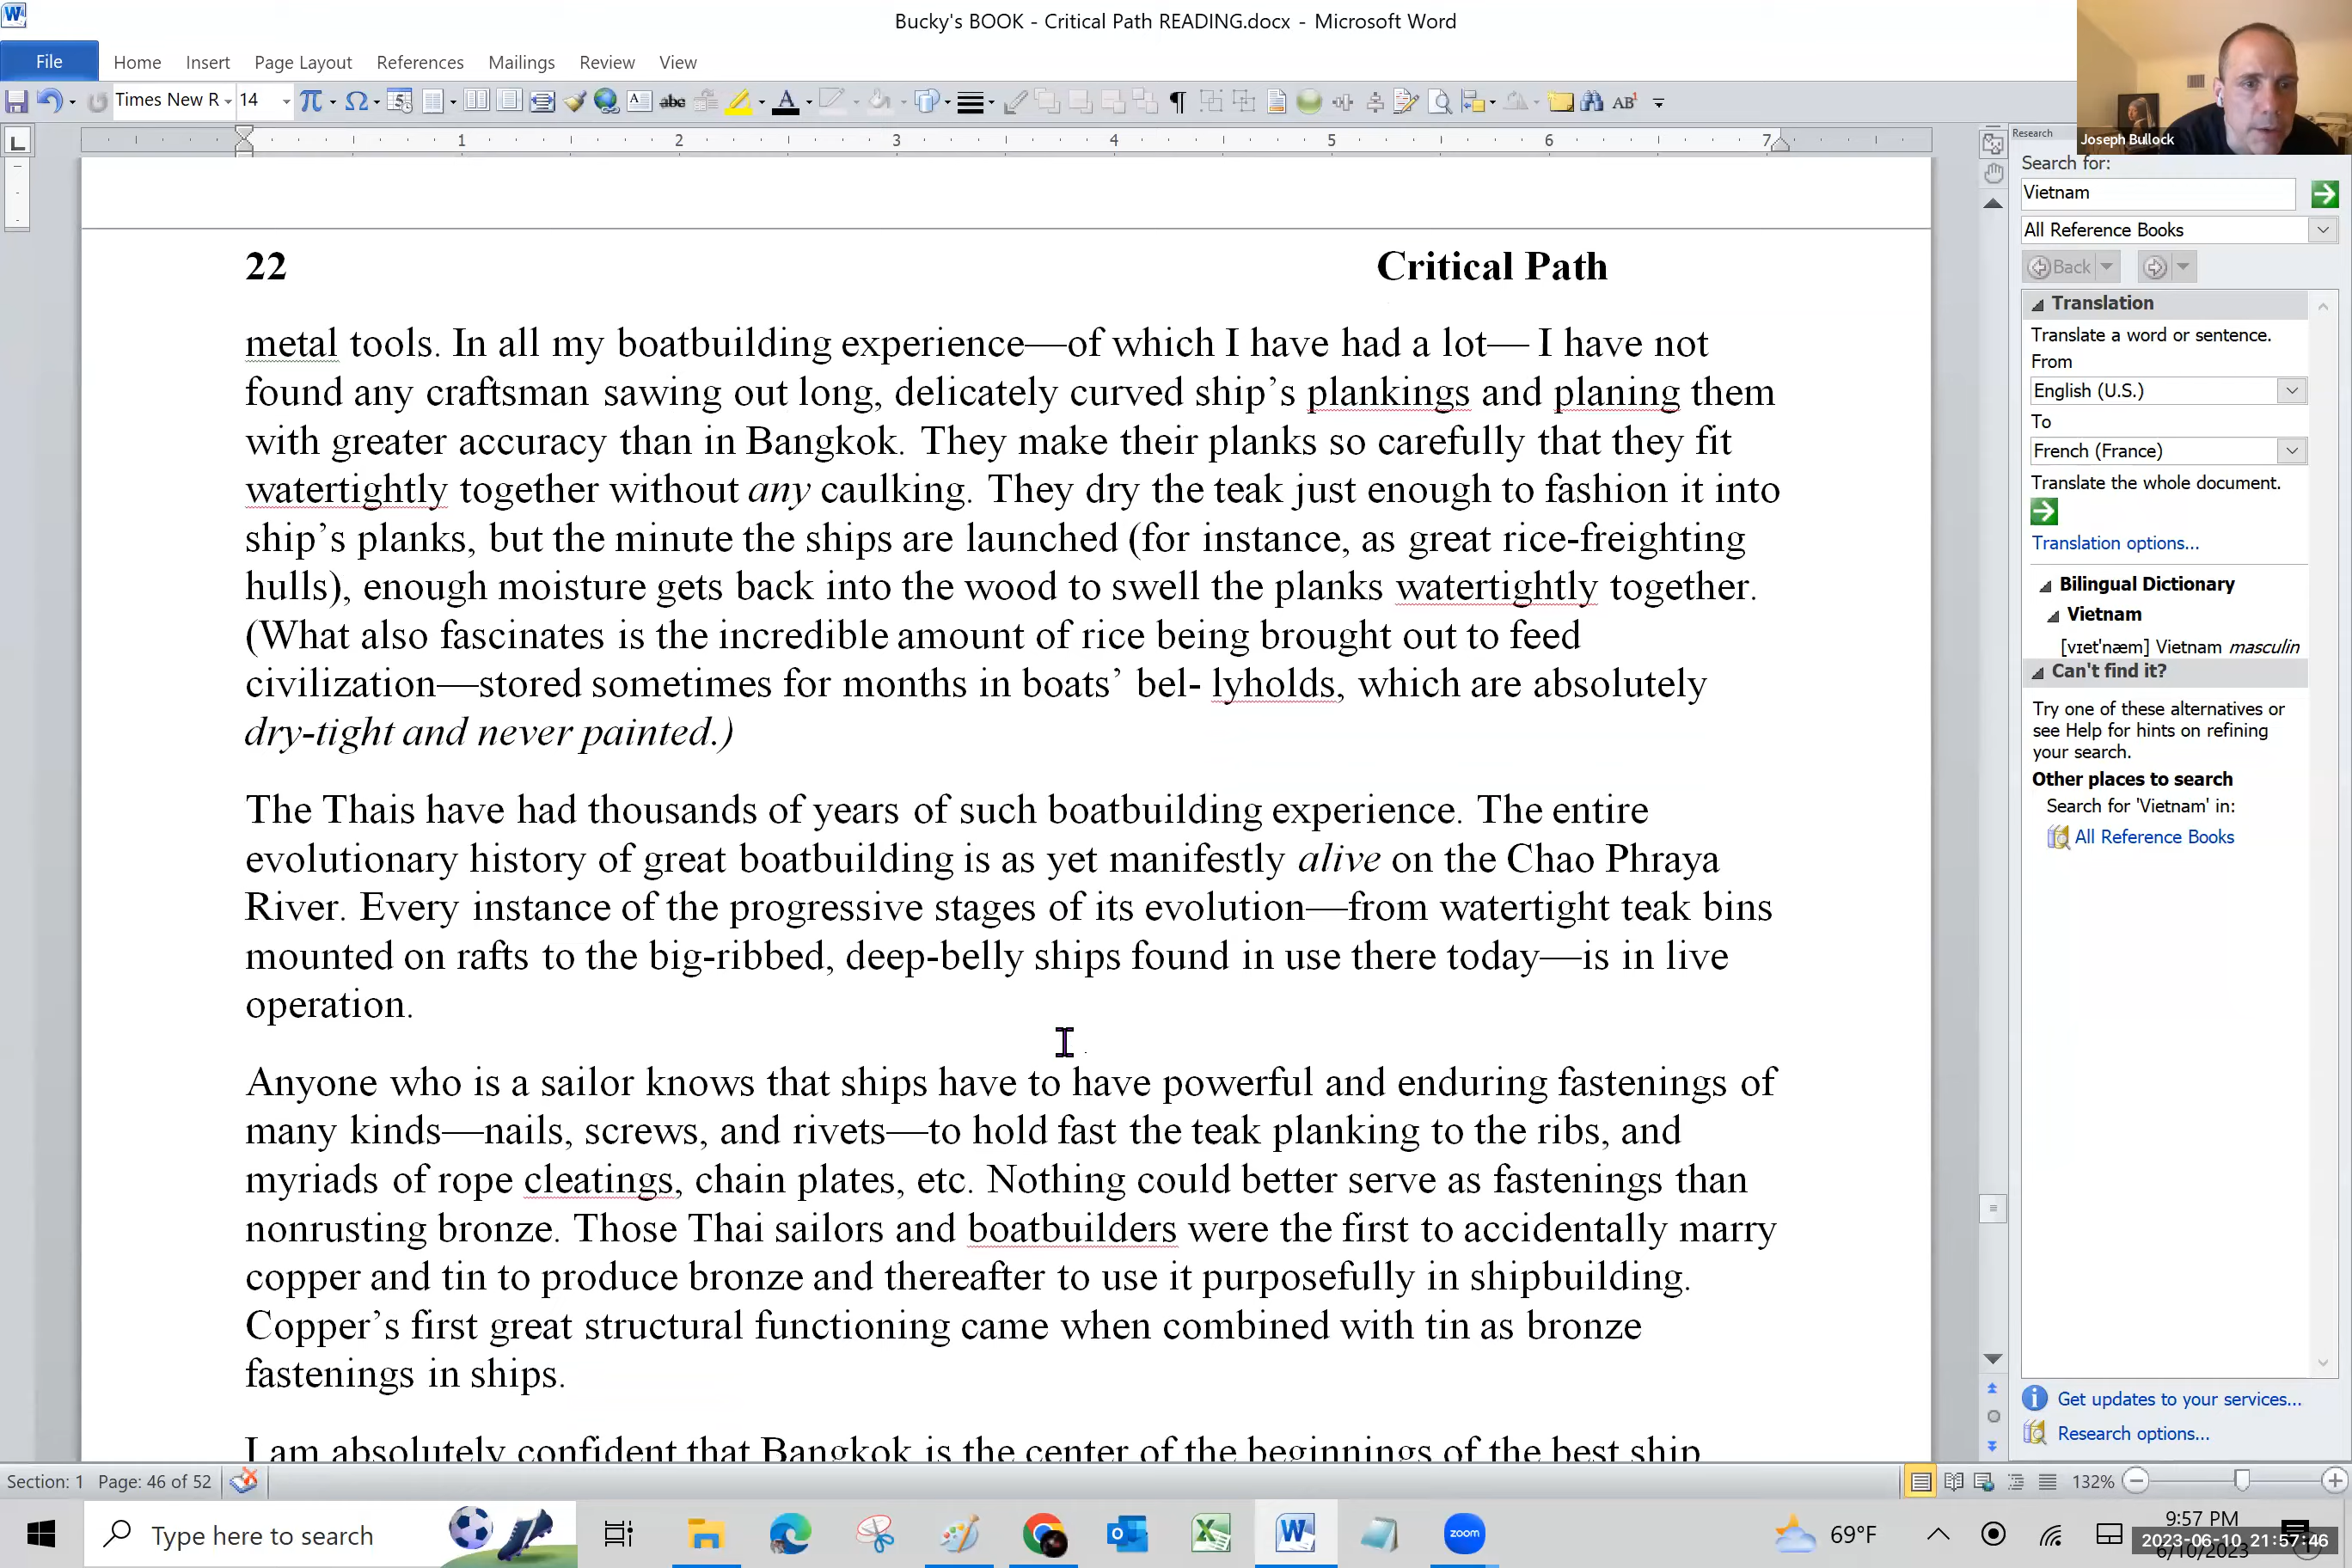 Bucky's BOOK - Critical Path READING.docx - Microsoft Word
File Home Insert Page Layout References Mailings Review View
Times New R 14
1 2 3 4 5 6 7
Joseph Bullock
Research
Search for:
Vietnam
All Reference Books
Back
Translation
Translate a word or sentence.
From
English (U.S.)
To
French (France)
Translate the whole document.
Translation options...
Bilingual Dictionary
Vietnam
[vɪet'næm] Vietnam masculin
Can't find it?
Try one of these alternatives or
see Help for hints on refining
your search.
Other places to search
Search for 'Vietnam' in:
All Reference Books
Get updates to your services...
Research options...
22 Critical Path
metal tools. In all my boatbuilding experience—of which I have had a lot— I have not
found any craftsman sawing out long, delicately curved ship’s plankings and planing them
with greater accuracy than in Bangkok. They make their planks so carefully that they fit
watertightly together without any caulking. They dry the teak just enough to fashion it into
ship’s planks, but the minute the ships are launched (for instance, as great rice-freighting
hulls), enough moisture gets back into the wood to swell the planks watertightly together.
(What also fascinates is the incredible amount of rice being brought out to feed
civilization—stored sometimes for months in boats’ bel- lyholds, which are absolutely
dry-tight and never painted.)
The Thais have had thousands of years of such boatbuilding experience. The entire
evolutionary history of great boatbuilding is as yet manifestly alive on the Chao Phraya
River. Every instance of the progressive stages of its evolution—from watertight teak bins
mounted on rafts to the big-ribbed, deep-belly ships found in use there today—is in live
operation.
Anyone who is a sailor knows that ships have to have powerful and enduring fastenings of
many kinds—nails, screws, and rivets—to hold fast the teak planking to the ribs, and
myriads of rope cleatings, chain plates, etc. Nothing could better serve as fastenings than
nonrusting bronze. Those Thai sailors and boatbuilders were the first to accidentally marry
copper and tin to produce bronze and thereafter to use it purposefully in shipbuilding.
Copper’s first great structural functioning came when combined with tin as bronze
fastenings in ships.
I am absolutely confident that Bangkok is the center of the beginnings of the best ship
Section: 1 Page: 46 of 52
132%
Type here to search
zoom
69°F
9:57 PM
2023-06-10_21:57:46
6/10/2023